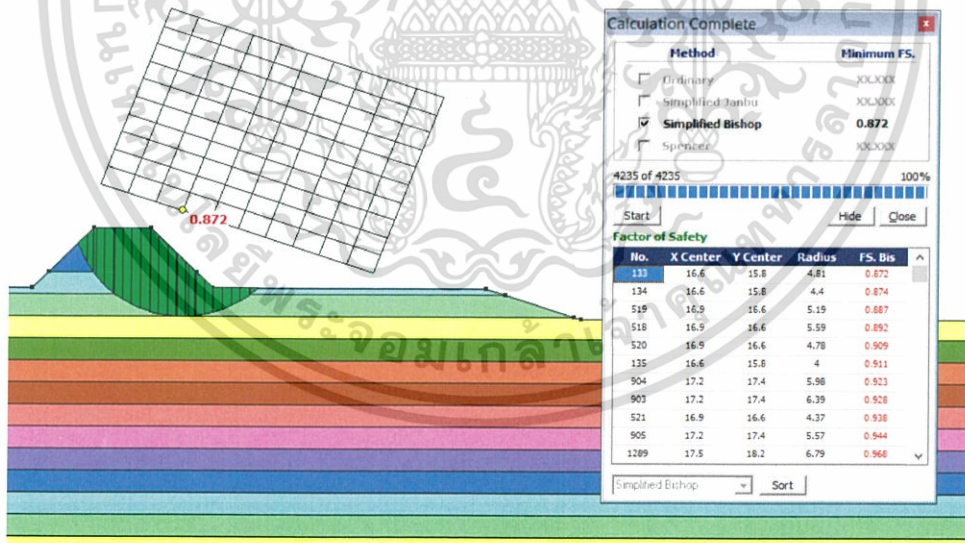 Calculation Complete
Method Minimum FS.
Ordinary XX.XXX
Simplified Janbu XX.XXX
Simplified Bishop 0.872
Spencer XX.XXX
4235 of 4235 100%
Start Hide Close
Factor of Safety
No. X Center Y Center Radius FS. Bis
133 16.6 15.8 4.81 0.872
134 16.6 15.8 4.4 0.874
519 16.9 16.6 5.19 0.887
518 16.9 16.6 5.59 0.892
520 16.9 16.6 4.78 0.909
135 16.6 15.8 4 0.911
904 17.2 17.4 5.98 0.923
903 17.2 17.4 6.39 0.928
521 16.9 16.6 4.37 0.938
905 17.2 17.4 5.57 0.944
1289 17.5 18.2 6.79 0.968
Simplified Bishop Sort
0.872